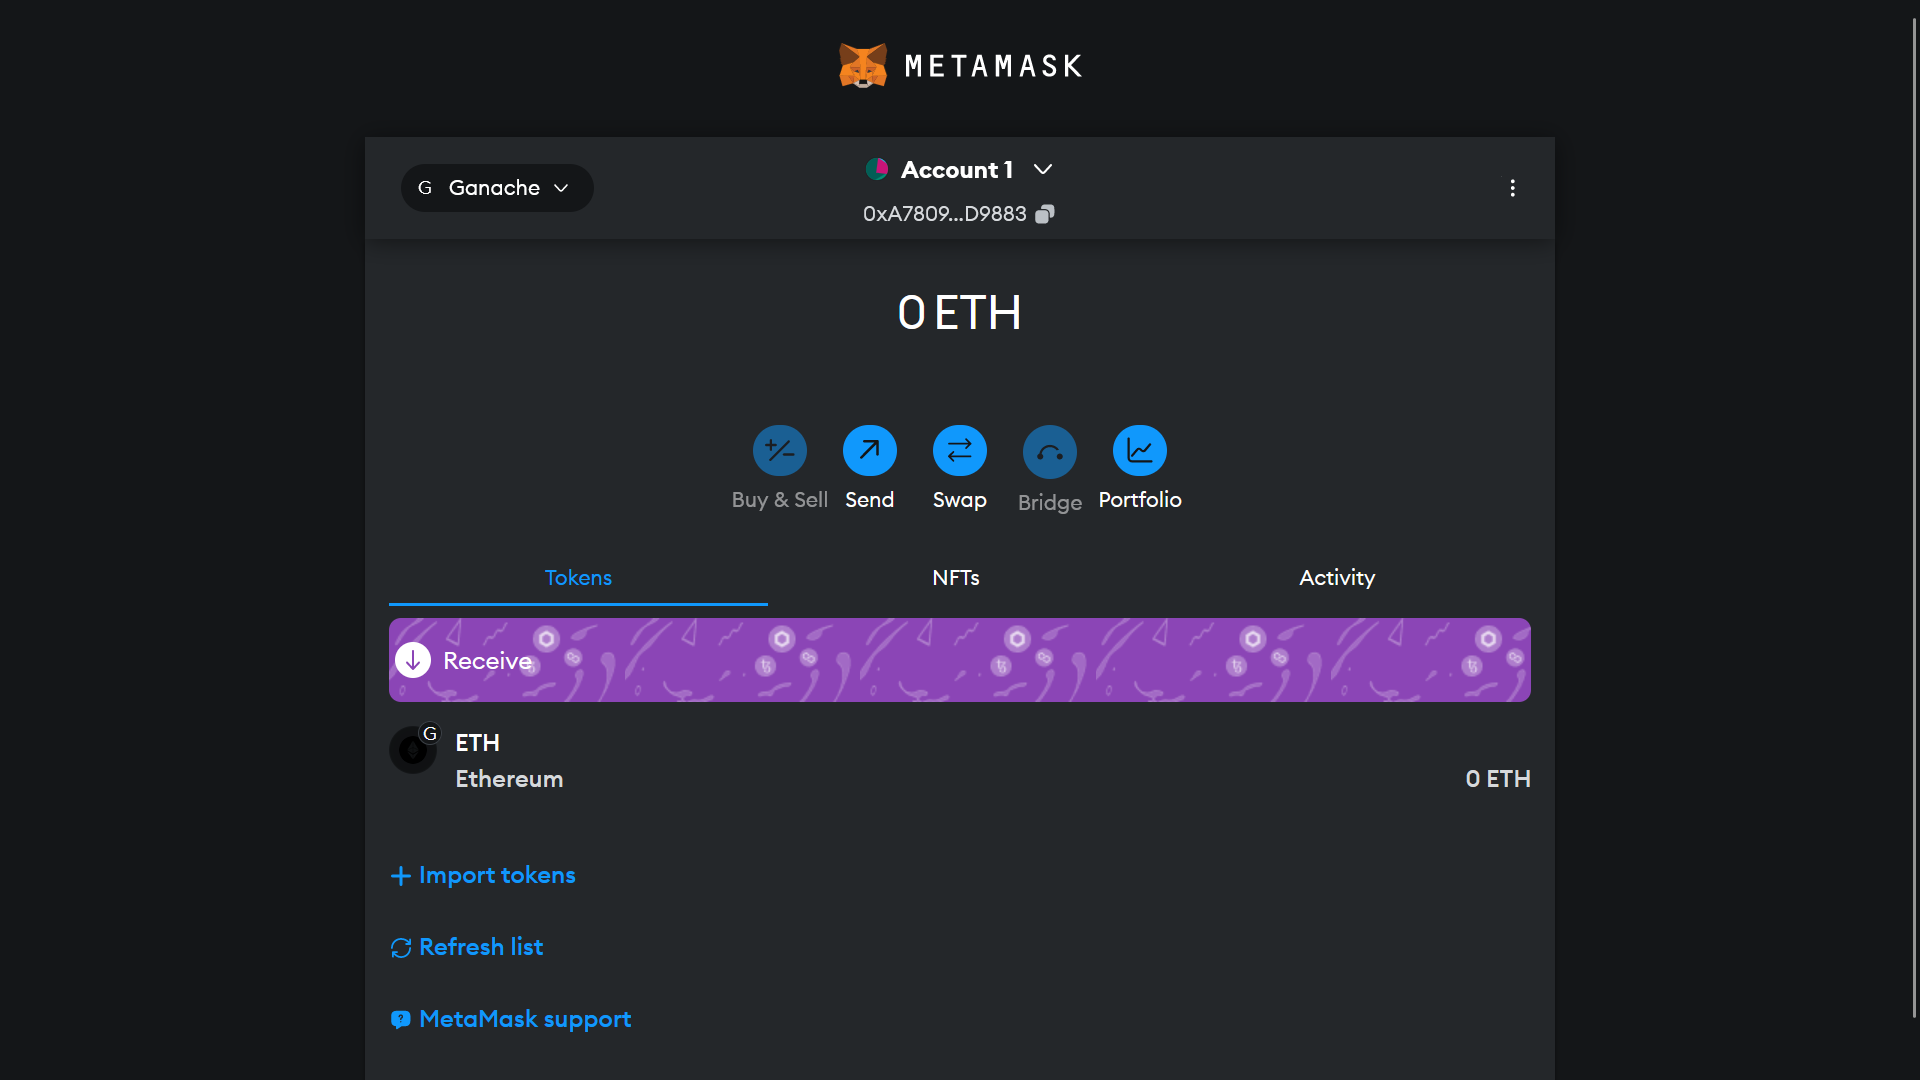 METAMASK
G Ganache
Account 1
0xA7809...D9883
0 ETH
Buy & Sell
Send
Swap
Bridge
Portfolio
Tokens
NFTs
Activity
Receive
G
ETH
Ethereum
0 ETH
Import tokens
Refresh list
MetaMask support